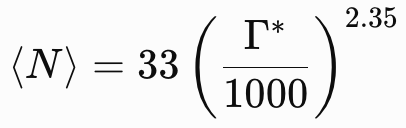 ⟨N⟩ = 33 (Γ*/1000)^2.35